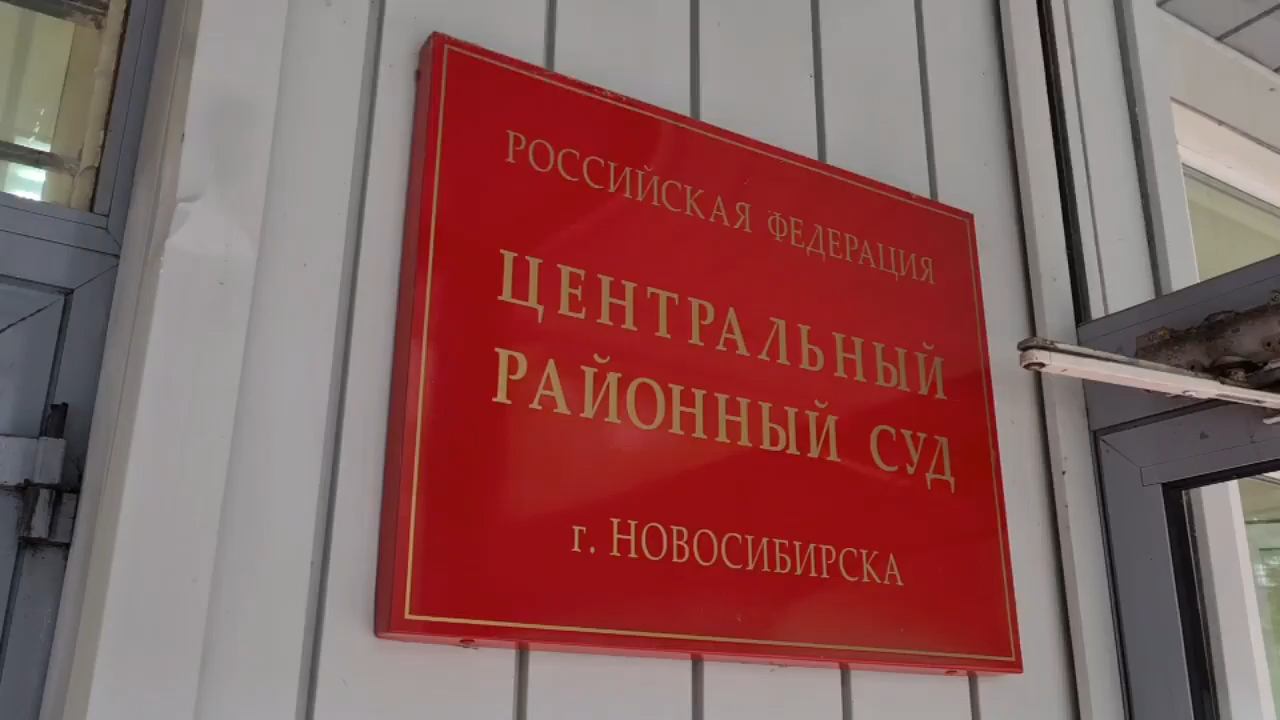 РОССИЙСКАЯ ФЕДЕРАЦИЯ
ЦЕНТРАЛЬНЫЙ
РАЙОННЫЙ СУД
г. НОВОСИБИРСКА